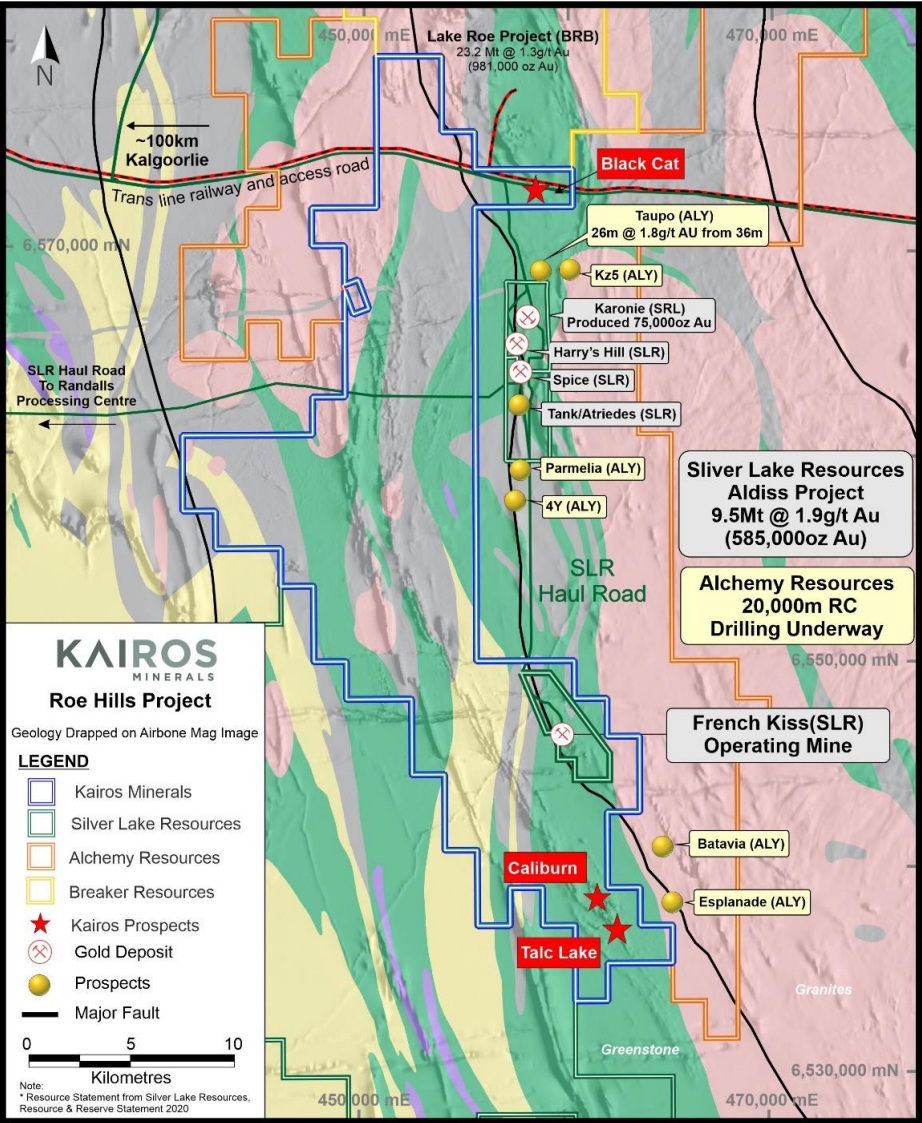 450,000 mE
470,000 mE
Lake Roe Project (BRB)
23.2 Mt @ 1.3g/t Au
(981,000 oz Au)
N
~100km
Kalgoorlie
Trans line railway and access road
Black Cat
Taupo (ALY)
26m @ 1.8g/t AU from 36m
6,570,000 mN
Kz5 (ALY)
Karonie (SRL)
Produced 75,000oz Au
Harry's Hill (SLR)
Spice (SLR)
SLR Haul Road
To Randalls
Processing Centre
Tank/Atriedes (SLR)
Parmelia (ALY)
4Y (ALY)
Sliver Lake Resources
Aldiss Project
9.5Mt @ 1.9g/t Au
(585,000oz Au)
SLR
Haul Road
Alchemy Resources
20,000m RC
Drilling Underway
6,550,000 mN
French Kiss(SLR)
Operating Mine
Batavia (ALY)
Caliburn
Esplanade (ALY)
Talc Lake
Granites
Greenstone
6,530,000 mN
450,000 mE
470,000 mE
KAIROS
MINERALS
Roe Hills Project
Geology Drapped on Airbone Mag Image
LEGEND
Kairos Minerals
Silver Lake Resources
Alchemy Resources
Breaker Resources
Kairos Prospects
Gold Deposit
Prospects
Major Fault
0 5 10
Kilometres
Note:
* Resource Statement from Silver Lake Resources,
Resource & Reserve Statement 2020